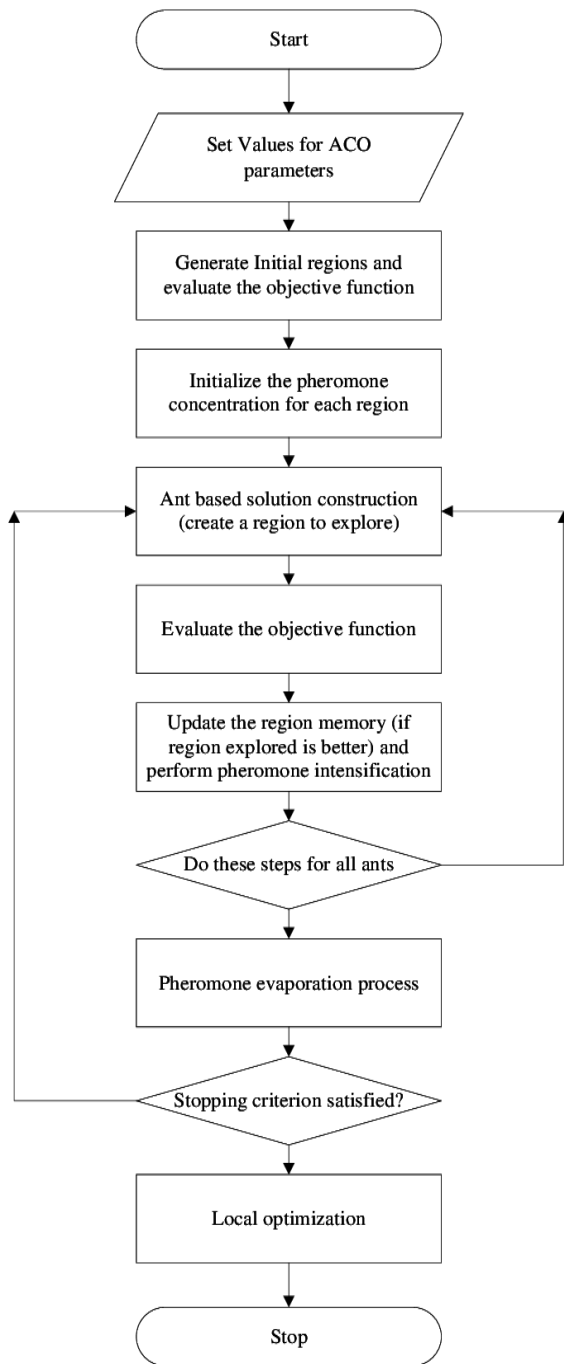 Start
Set Values for ACO
parameters
Generate Initial regions and
evaluate the objective function
Initialize the pheromone
concentration for each region
Ant based solution construction
(create a region to explore)
Evaluate the objective function
Update the region memory (if
region explored is better) and
perform pheromone intensification
Do these steps for all ants
Pheromone evaporation process
Stopping criterion satisfied?
Local optimization
Stop